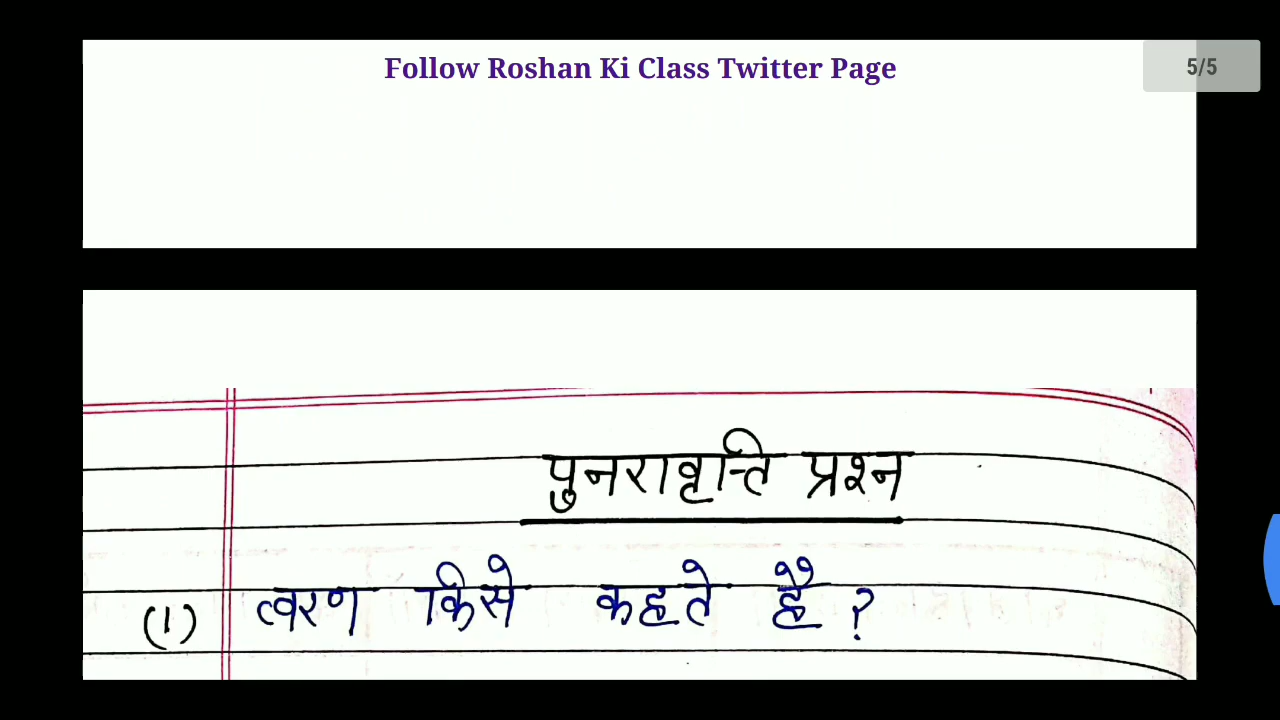 Follow Roshan Ki Class Twitter Page
5/5
पुनरावृत्ति प्रश्न
(1) त्वरण किसे कहते है ?